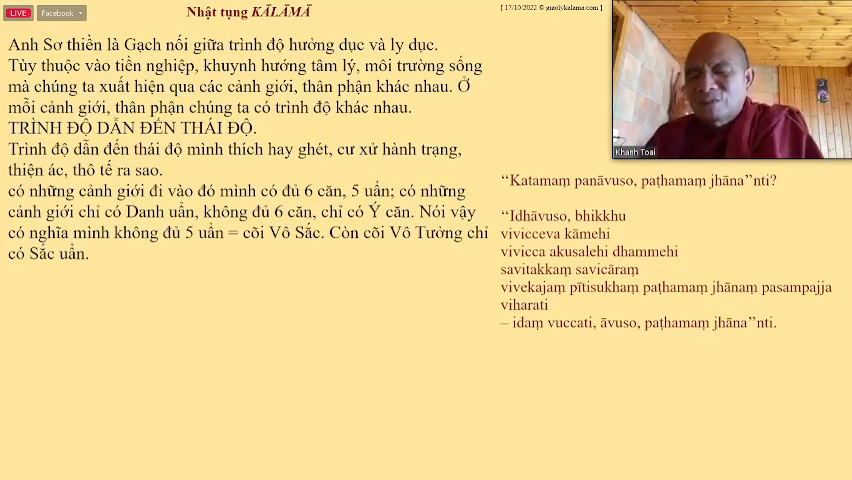 LIVE
Facebook
Nhật tụng KĀLĀMĀ
[ 17/10/2022 © giaolykalama.com ]
Anh Sơ thiền là Gạch nối giữa trình độ hưởng dục và ly dục.
Tùy thuộc vào tiền nghiệp, khuynh hướng tâm lý, môi trường sống
mà chúng ta xuất hiện qua các cảnh giới, thân phận khác nhau. Ở
mỗi cảnh giới, thân phận chúng ta có trình độ khác nhau.
TRÌNH ĐỘ DẪN ĐẾN THÁI ĐỘ.
Trình độ dẫn đến thái độ mình thích hay ghét, cư xử hành trạng,
thiện ác, thô tế ra sao.
có những cảnh giới đi vào đó mình có đủ 6 căn, 5 uẩn; có những
cảnh giới chỉ có Danh uẩn, không đủ 6 căn, chỉ có Ý căn. Nói vậy
có nghĩa mình không đủ 5 uẩn = cõi Vô Sắc. Còn cõi Vô Tưởng chỉ
có Sắc uẩn.
Khanh Toai
“Katamaṃ panāvuso, paṭhamaṃ jhāna”nti?
“Idhāvuso, bhikkhu
vivicceva kāmehi
vivicca akusalehi dhammehi
savitakkaṃ savicāraṃ
vivekajaṃ pītisukhaṃ paṭhamaṃ jhānaṃ pasampajja
viharati
– idaṃ vuccati, āvuso, paṭhamaṃ jhāna”nti.